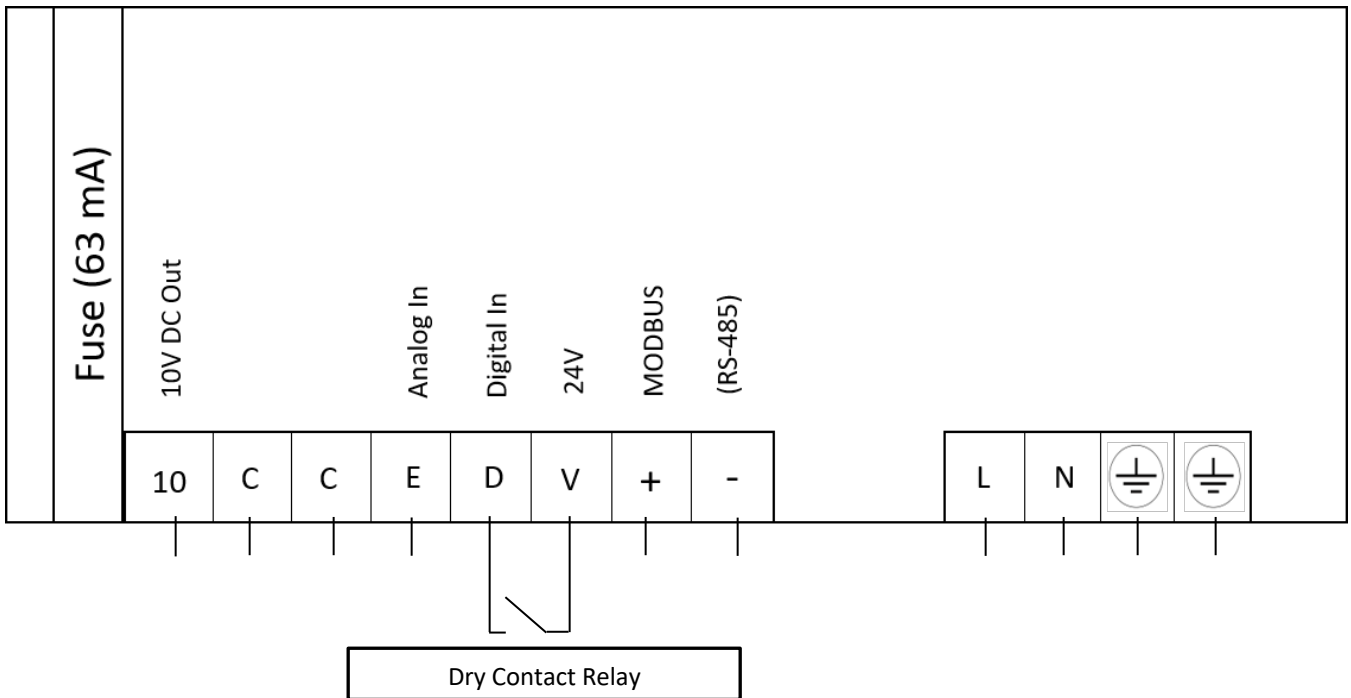 Fuse (63 mA)
10V DC Out
Analog In
Digital In
24V
MODBUS
(RS-485)
10 C C E D V + -
L N
Dry Contact Relay